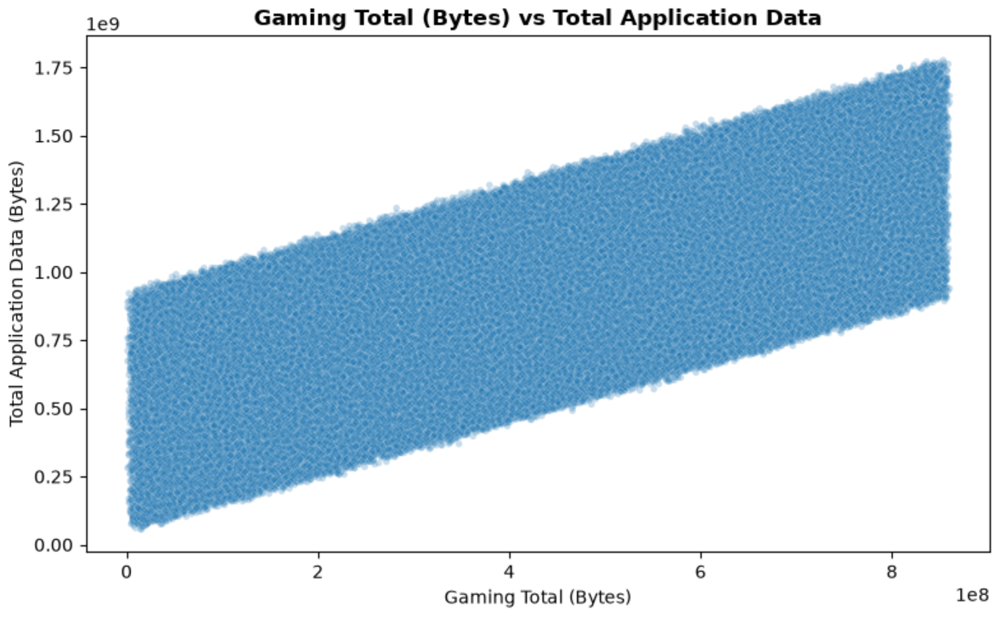 Gaming Total (Bytes) vs Total Application Data
1e9
1.75
1.50
1.25
1.00
0.75
0.50
0.25
0.00
Total Application Data (Bytes)
0 2 4 6 8
1e8
Gaming Total (Bytes)